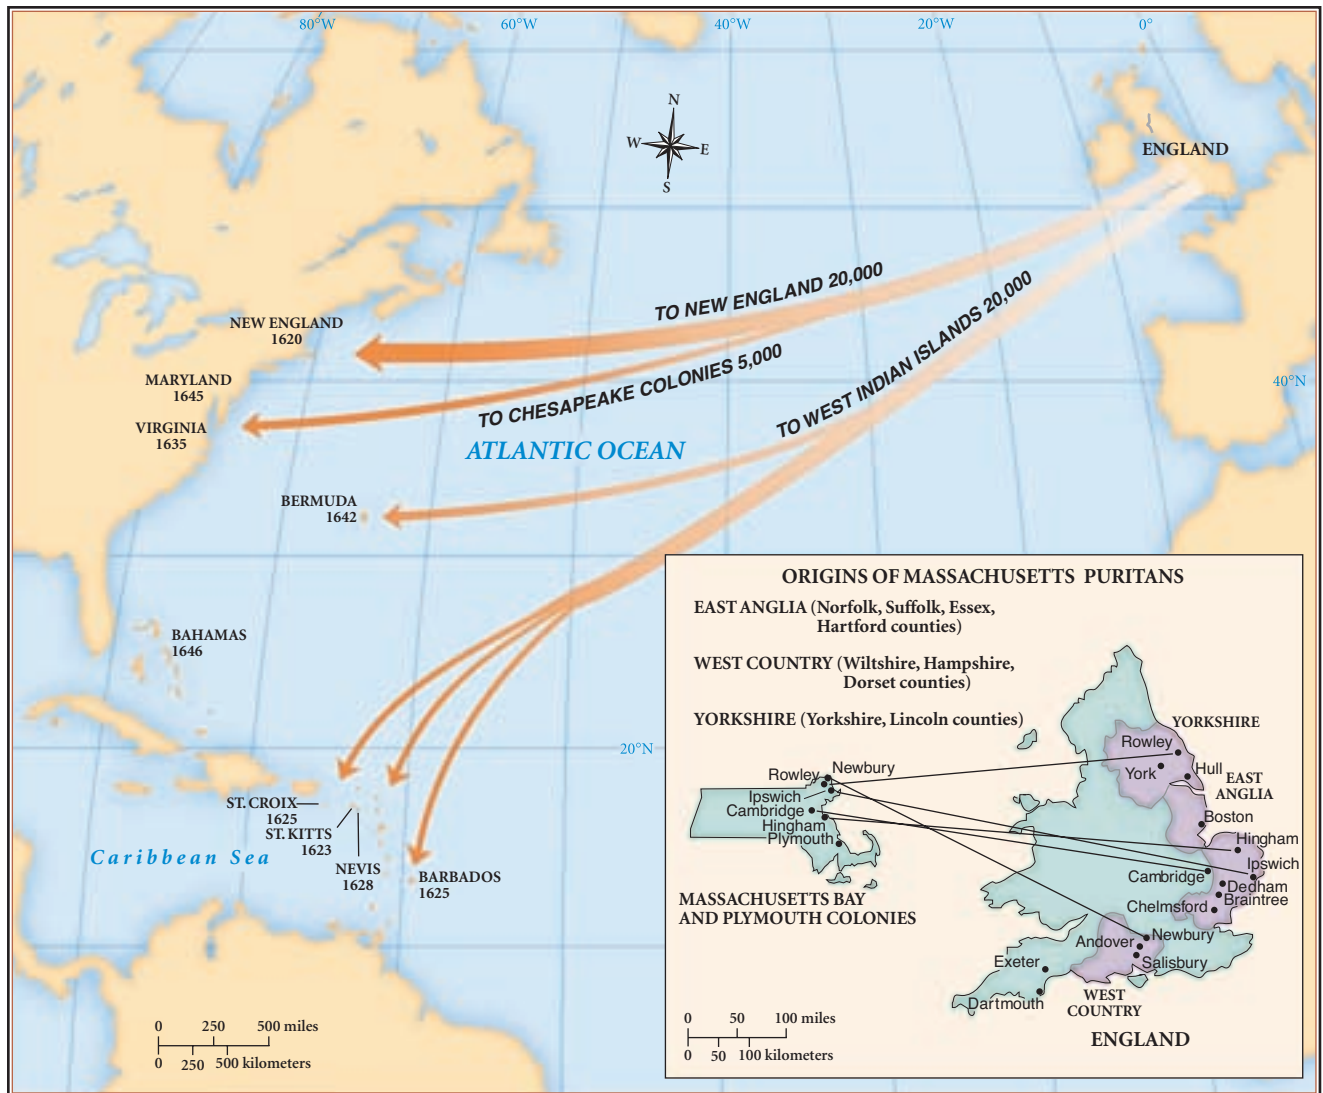 80°W
60°W
40°W
20°W
0°
N
W
E
S
ENGLAND
TO NEW ENGLAND 20,000
TO CHESAPEAKE COLONIES 5,000
TO WEST INDIAN ISLANDS 20,000
NEW ENGLAND
1620
MARYLAND
1645
40°N
VIRGINIA
1635
ATLANTIC OCEAN
BERMUDA
1642
BAHAMAS
1646
20°N
ST. CROIX
1625
ST. KITTS
1623
Caribbean Sea
NEVIS
1628
BARBADOS
1625
0
250
500 miles
0
250
500 kilometers
ORIGINS OF MASSACHUSETTS PURITANS
EAST ANGLIA (Norfolk, Suffolk, Essex,
Hartford counties)
WEST COUNTRY (Wiltshire, Hampshire,
Dorset counties)
YORKSHIRE (Yorkshire, Lincoln counties)
Rowley
Newbury
Ipswich
Cambridge
Hingham
Plymouth
MASSACHUSETTS BAY
AND PLYMOUTH COLONIES
YORKSHIRE
Rowley
York
Hull
EAST
ANGLIA
Boston
Hingham
Ipswich
Cambridge
Dedham
Braintree
Chelmsford
Newbury
Andover
Salisbury
Exeter
Dartmouth
WEST
COUNTRY
ENGLAND
0
50
100 miles
0
50
100 kilometers